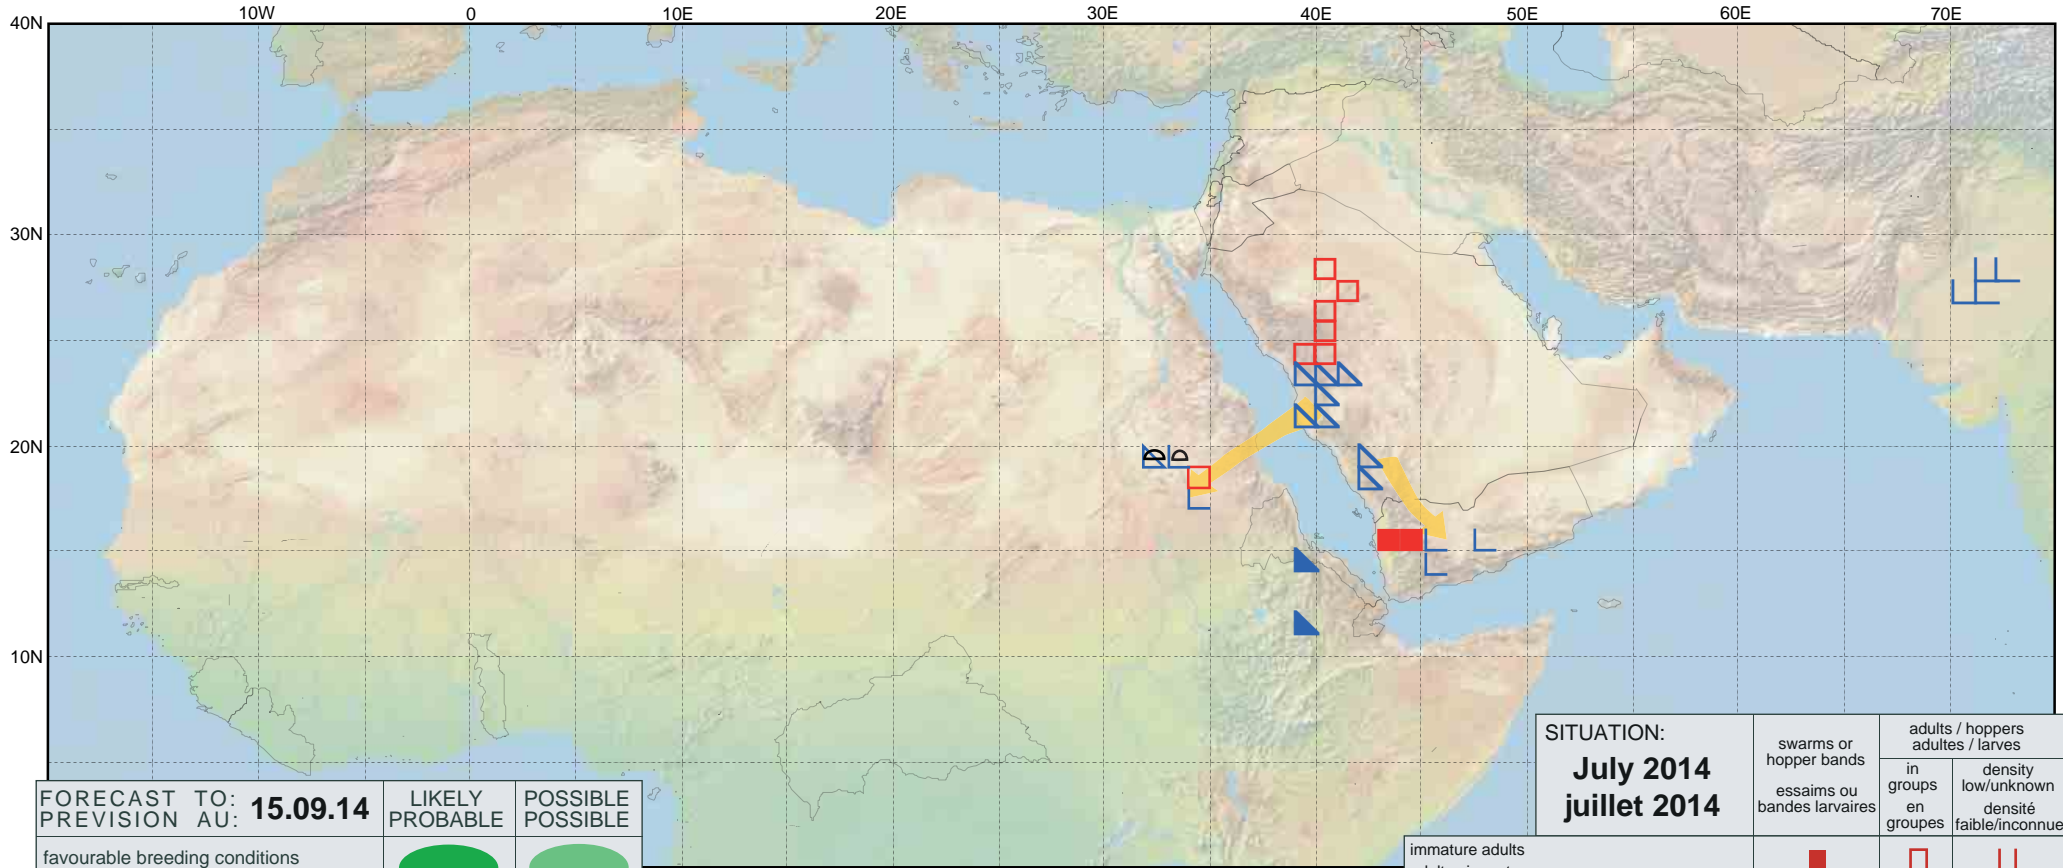 10W 0 10E 20E 30E 40E 50E 60E 70E
40N
30N
20N
10N
FORECAST TO:
PREVISION AU:
15.09.14
LIKELY
PROBABLE
POSSIBLE
POSSIBLE
favourable breeding conditions
SITUATION:
July 2014
juillet 2014
swarms or
hopper bands
essaims ou
bandes larvaires
adults / hoppers
adultes / larves
in
groups
en
groupes
density
low/unknown
densité
faible/inconnue
immature adults